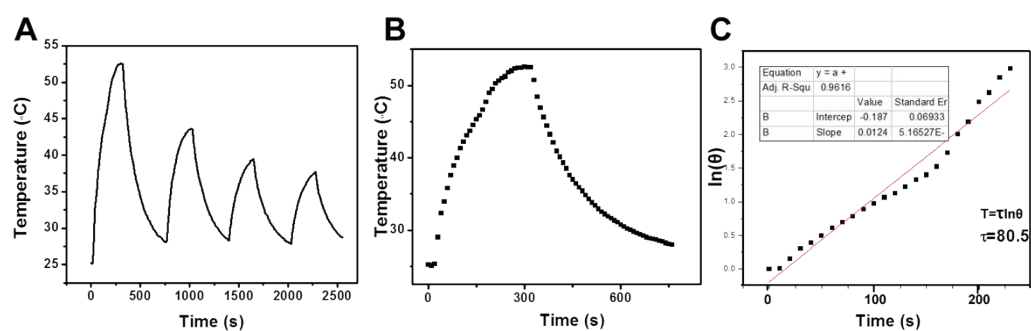 A
Temperature (◦C)
55
50
45
40
35
30
25
0
500
1000
1500
2000
2500
Time (s)
B
Temperature (◦C)
50
40
30
0
300
600
Time (s)
C
ln(θ)
3.0
2.5
2.0
1.5
1.0
0.5
0.0
Equation y = a +
Adj. R-Squ 0.9616
Value Standard Er
B Intercep -0.187 0.06933
B Slope 0.0124 5.16527E-
T=τlnθ
τ=80.5
0
100
200
Time (s)